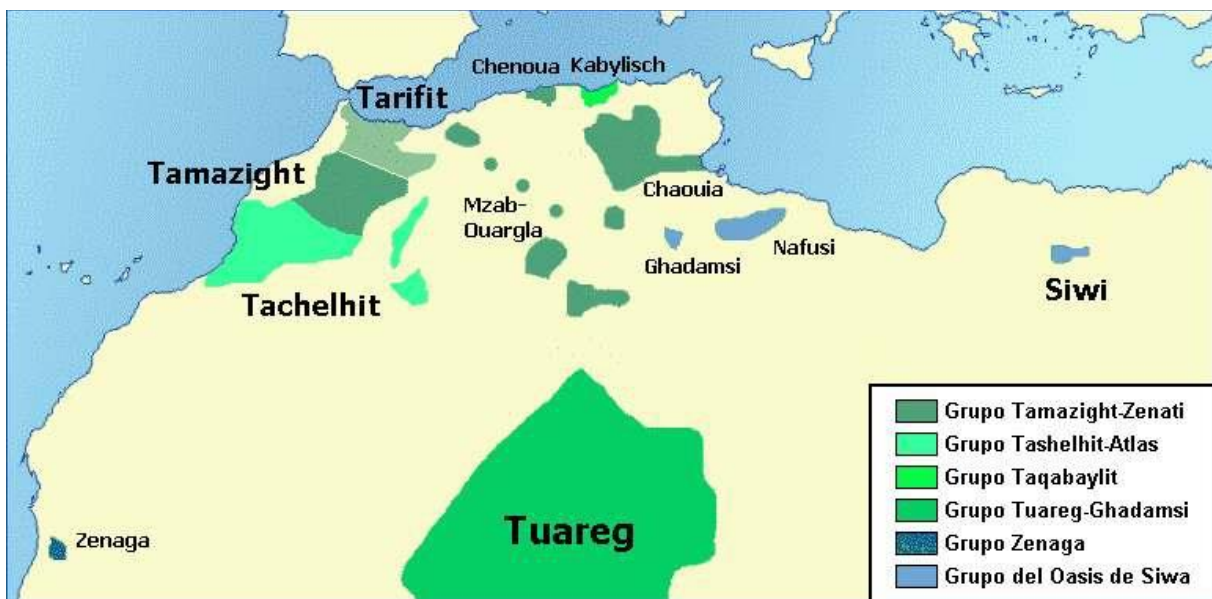 Chenoua Kabylisch
Tarifit
Tamazight
Chaouia
Mzab-
Ouargla
Nafusi
Ghadamsi
Siwi
Tachelhit
Tuareg
Zenaga
Grupo Tamazight-Zenati
Grupo Tashelhit-Atlas
Grupo Taqabaylit
Grupo Tuareg-Ghadamsi
Grupo Zenaga
Grupo del Oasis de Siwa